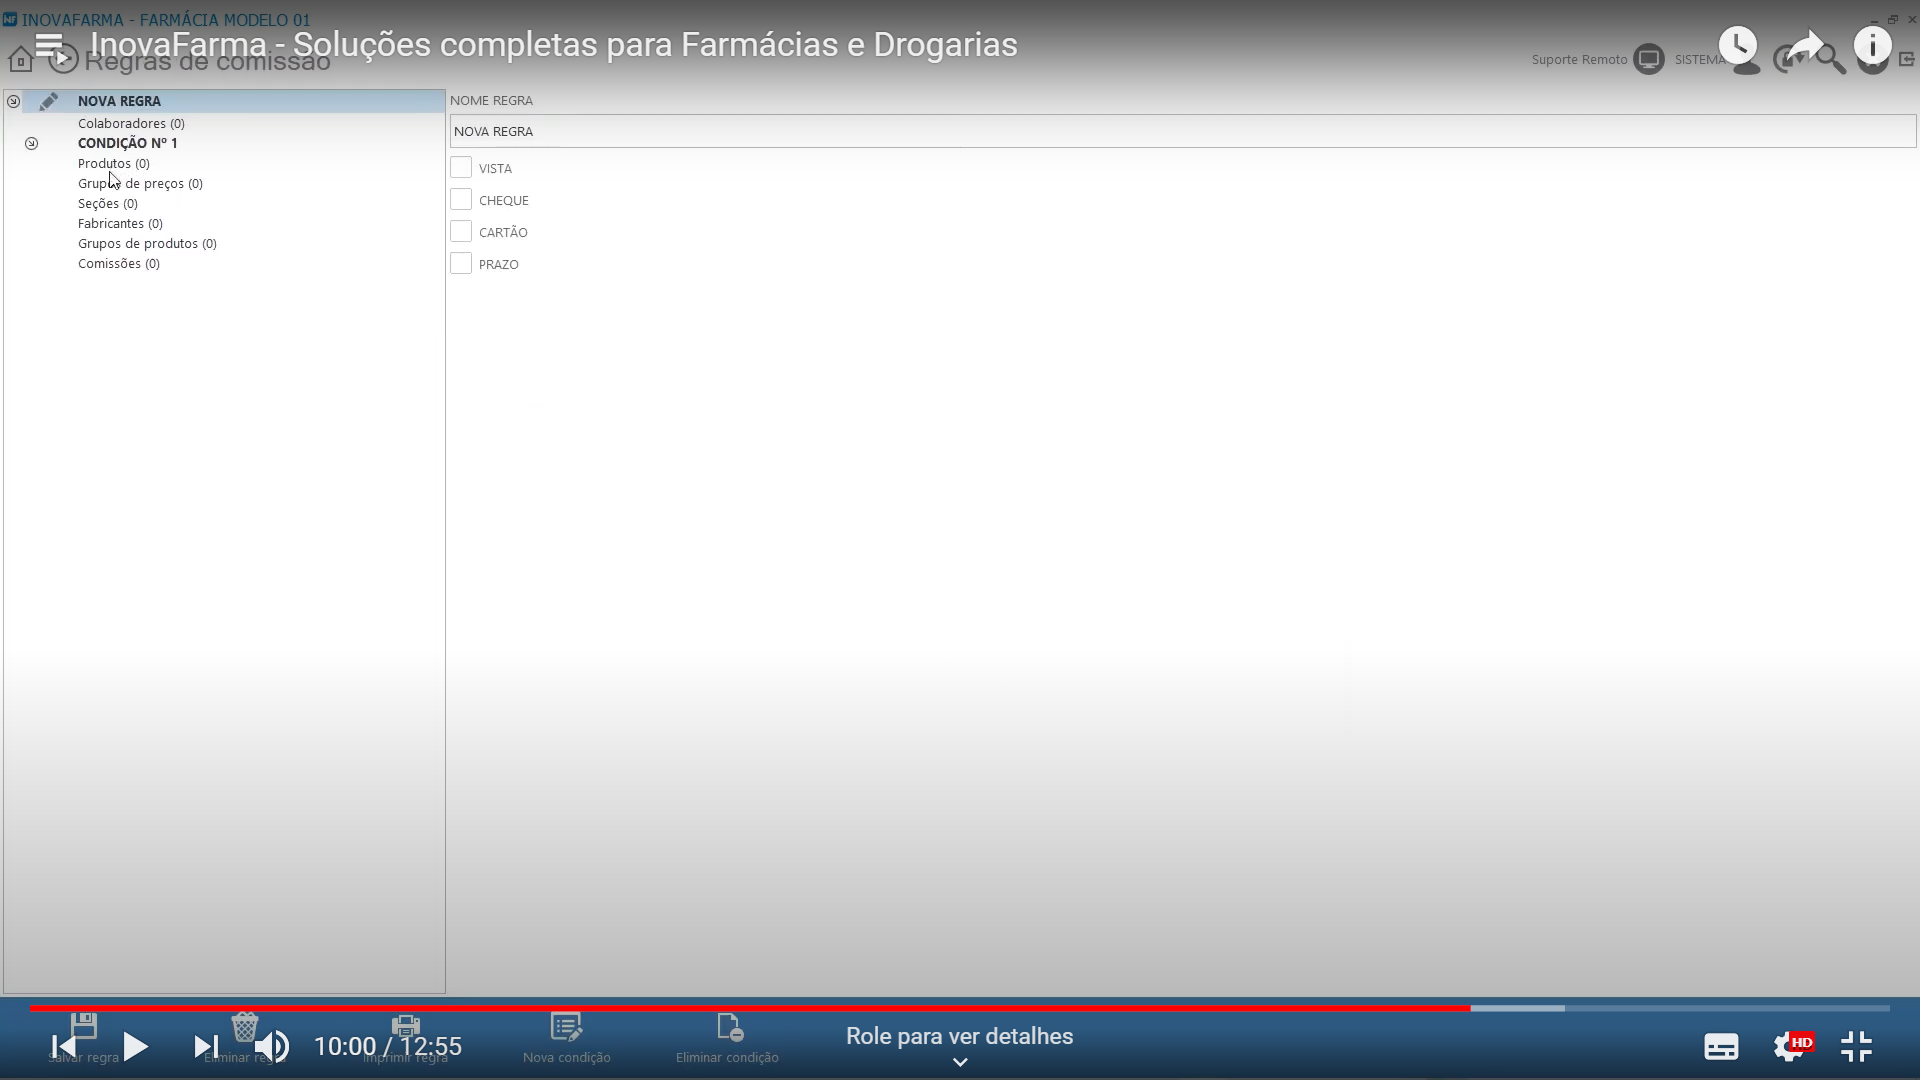 INOVAFARMA - FARMÁCIA MODELO 01
InovaFarma - Soluções completas para Farmácias e Drogarias
Regras de comissão
Suporte Remoto
SISTEMA
NOVA REGRA
Colaboradores (0)
CONDIÇÃO Nº 1
Produtos (0)
Grupos de preços (0)
Seções (0)
Fabricantes (0)
Grupos de produtos (0)
Comissões (0)
NOME REGRA
NOVA REGRA
VISTA
CHEQUE
CARTÃO
PRAZO
Salvar regra
Eliminar regra
Imprimir regra
Nova condição
Eliminar condição
10:00 / 12:55
Role para ver detalhes
HD